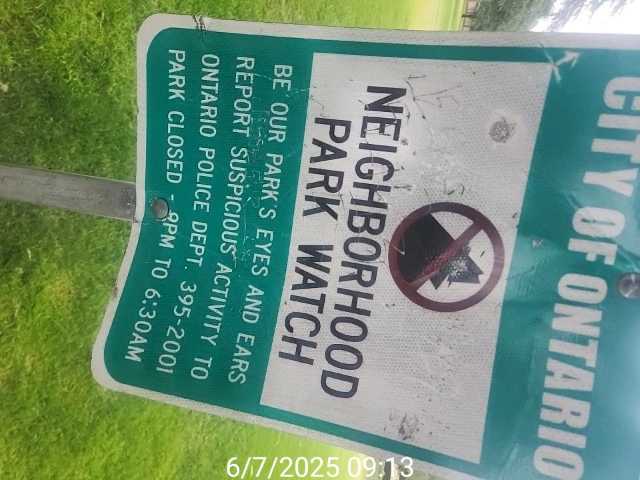 CITY OF ONTARIO
NEIGHBORHOOD
PARK WATCH
BE OUR PARK'S EYES AND EARS
REPORT SUSPICIOUS ACTIVITY TO
ONTARIO POLICE DEPT. 395-2001
PARK CLOSED - 9PM TO 6:30AM
6/7/2025 09:13